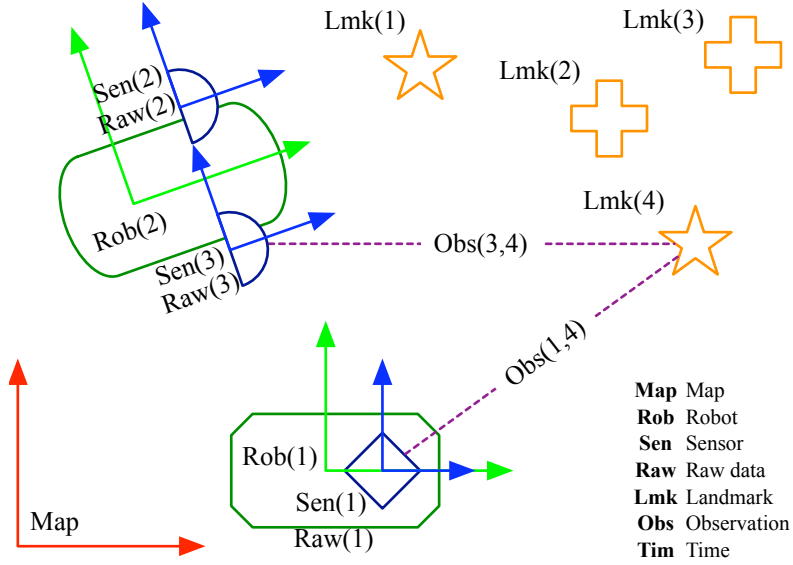 Lmk(1)
Lmk(3)
Lmk(2)
Sen(2)
Raw(2)
Lmk(4)
Rob(2)
Obs(3,4)
Sen(3)
Raw(3)
Obs(1,4)
Rob(1)
Sen(1)
Raw(1)
Map
Map Map
Rob Robot
Sen Sensor
Raw Raw data
Lmk Landmark
Obs Observation
Tim Time